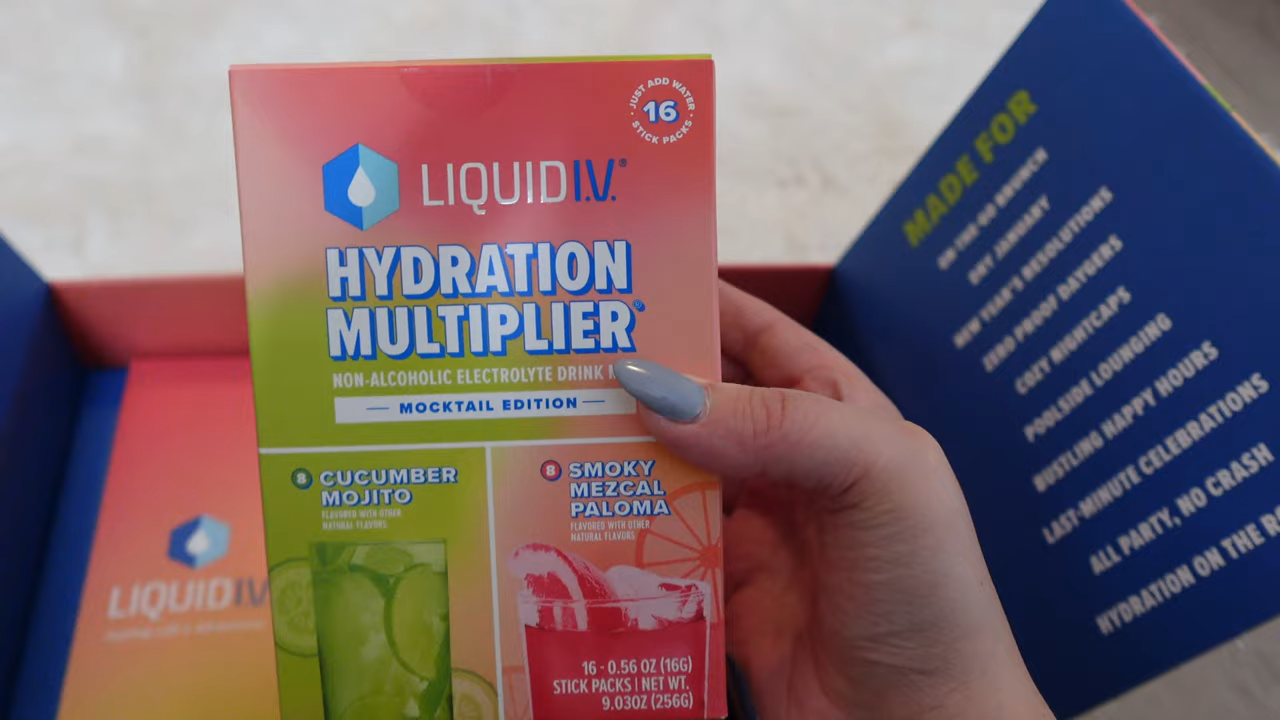 JUST ADD WATER
16
STICK PACKS
LIQUID I.V.®
HYDRATION
MULTIPLIER®
NON-ALCOHOLIC ELECTROLYTE DRINK
MOCKTAIL EDITION
8 CUCUMBER
MOJITO
FLAVORED WITH OTHER
NATURAL FLAVORS
8 SMOKY
MEZCAL
PALOMA
FLAVORED WITH OTHER
NATURAL FLAVORS
16 - 0.56 OZ (16G)
STICK PACKS | NET WT.
9.03OZ (256G)
LIQUID I.V.
MADE FOR
ON-THE-GO BRUNCH
DRY JANUARY
NEW YEAR'S RESOLUTIONS
ZERO PROOF DAYGERS
COZY NIGHTCAPS
POOLSIDE LOUNGING
BUSTLING HAPPY HOURS
LAST-MINUTE CELEBRATIONS
ALL PARTY, NO CRASH
HYDRATION ON THE